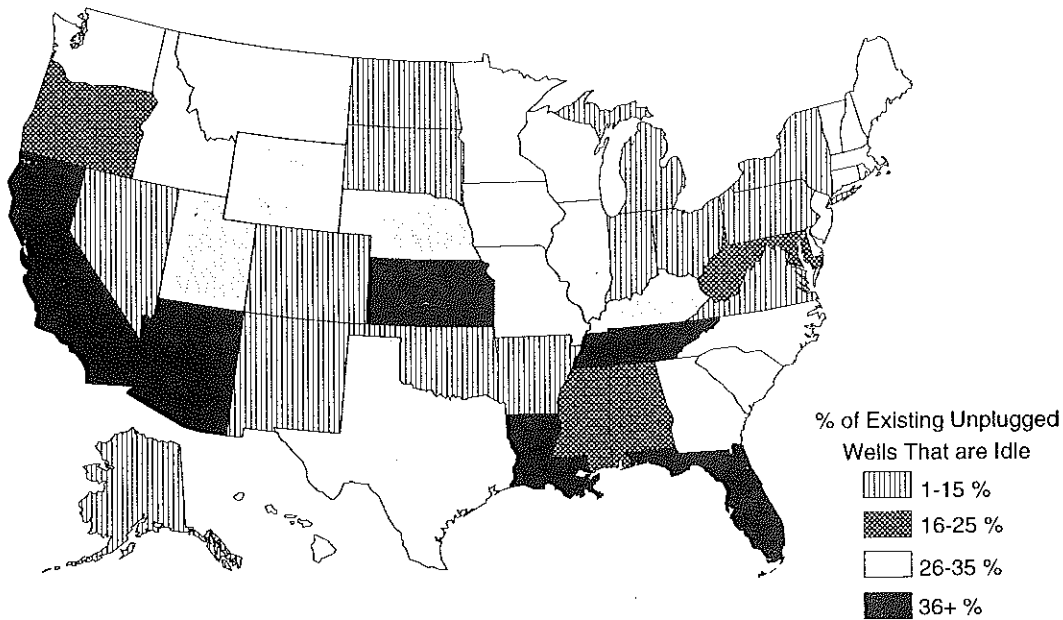 % of Existing Unplugged
Wells That are Idle
1-15 %
16-25 %
26-35 %
36+ %